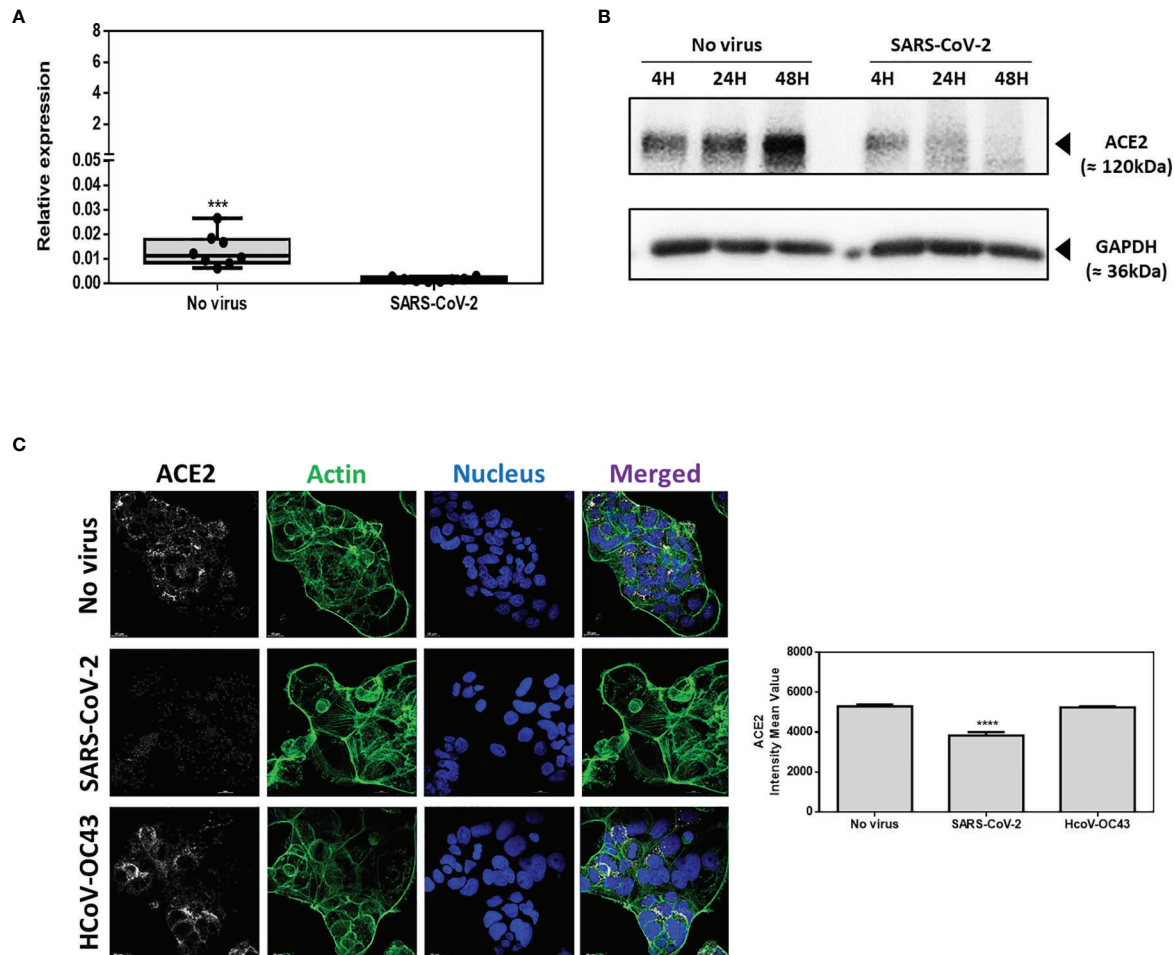 A
Relative expression
8
6
4
2
0.05
0.04
0.03
0.02
0.01
0.00
***
No virus
SARS-CoV-2
B
No virus SARS-CoV-2
4H 24H 48H 4H 24H 48H
ACE2
(≈ 120kDa)
GAPDH
(≈ 36kDa)
C
ACE2 Actin Nucleus Merged
No virus
SARS-CoV-2
HCoV-OC43
ACE2
Intensity Mean Value
8000
6000
4000
2000
0
****
No virus
SARS-CoV-2
HcoV-OC43